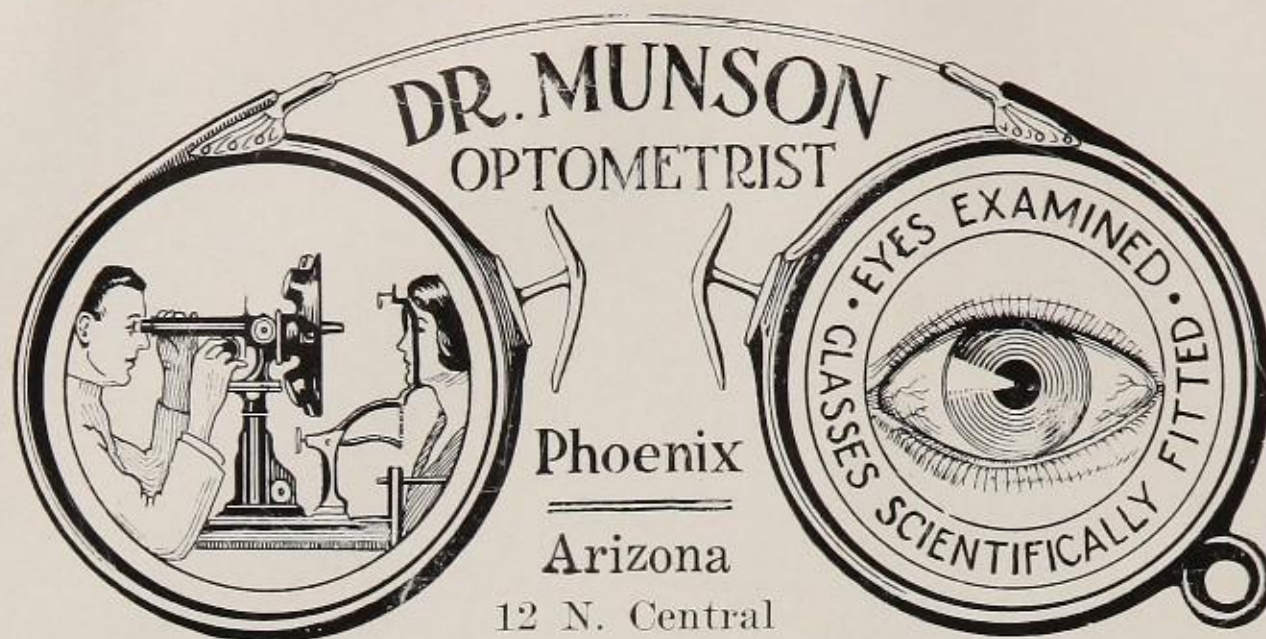 DR. MUNSON
OPTOMETRIST
· EYES EXAMINED ·
GLASSES SCIENTIFICALLY FITTED
Phoenix
Arizona
12 N. Central